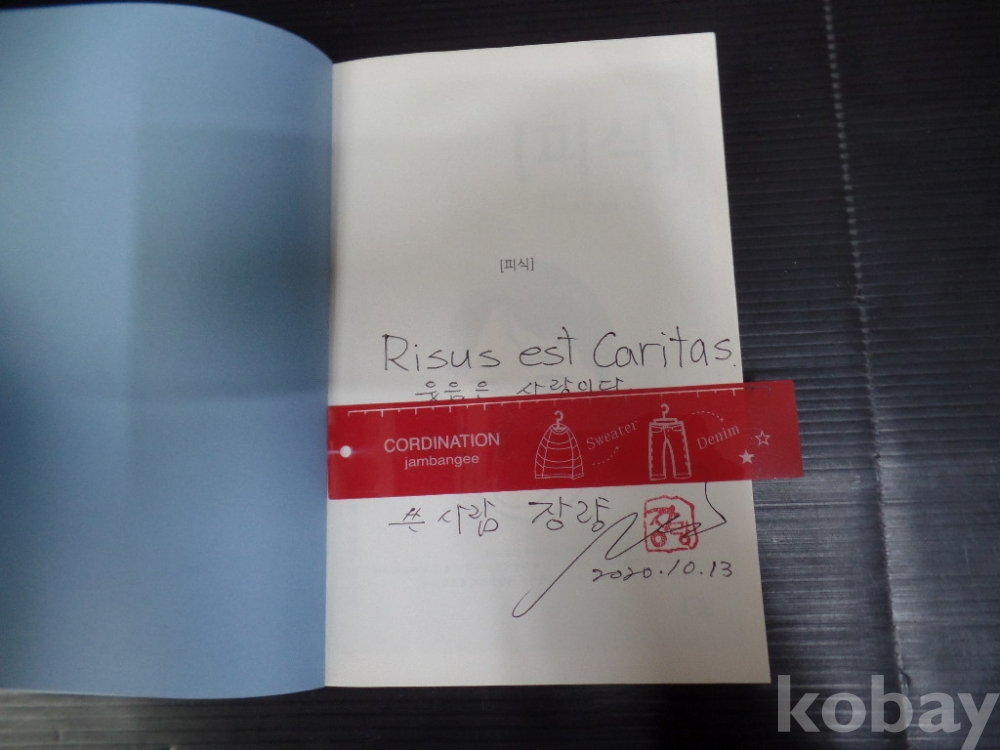 [피식]
Risus est Caritas.
웃음은 사랑이다.
CORDINATION
jambangee
Sweater
Denim
쓴 사람 장량
2020.10.13
kobay